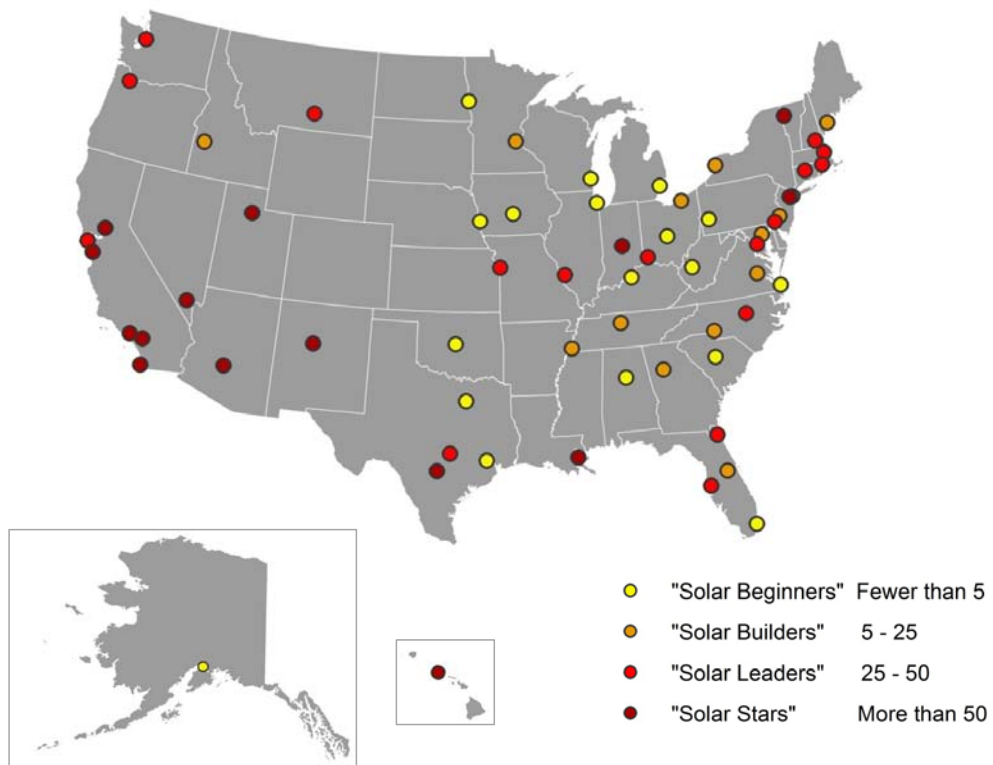 "Solar Beginners" Fewer than 5
"Solar Builders" 5 - 25
"Solar Leaders" 25 - 50
"Solar Stars" More than 50